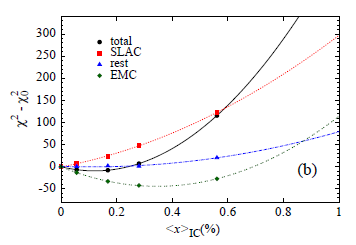 300
250
200
150
100
50
0
-50
χ² - χ²₀
total
SLAC
rest
EMC
(b)
0 0.2 0.4 0.6 0.8 1
<x>IC(%)